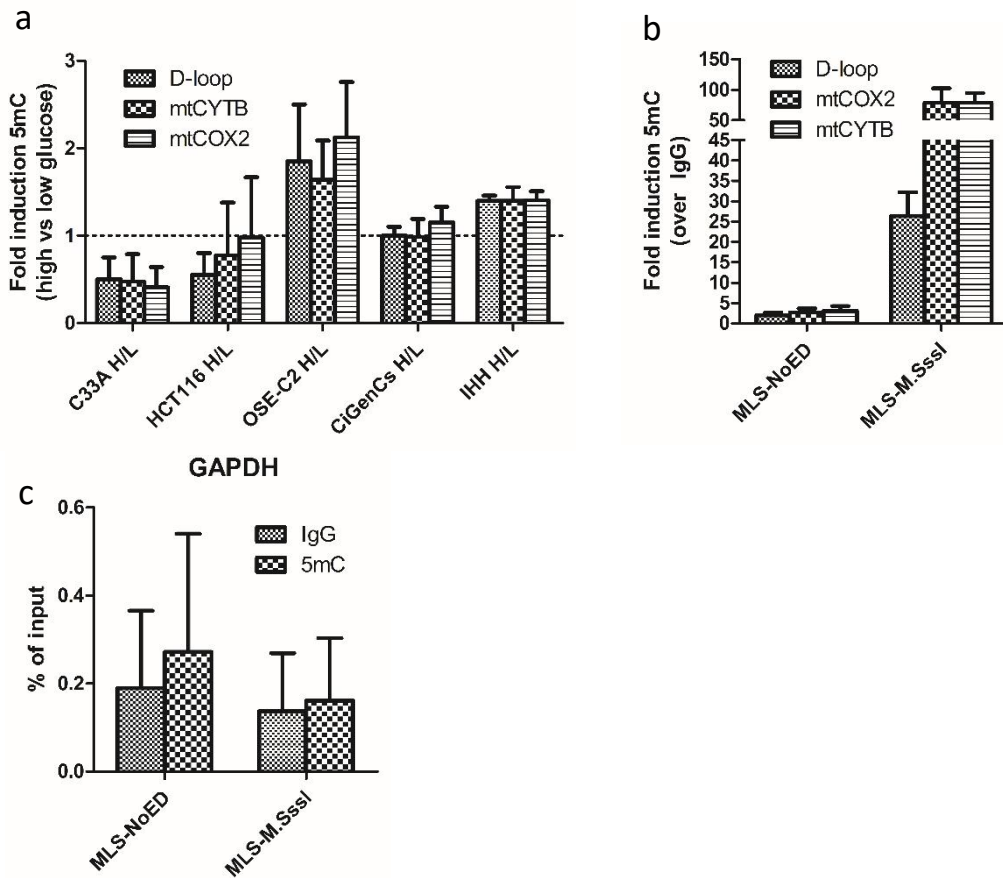 a
Fold induction 5mC
(high vs low glucose)
3
2
1
0
D-loop
mtCYTB
mtCOX2
C33A H/L
HCT116 H/L
OSE-C2 H/L
CiGenCs H/L
IHH H/L
b
Fold induction 5mC
(over IgG)
150
100
50
45
40
35
30
25
20
15
10
5
0
D-loop
mtCOX2
mtCYTB
MLS-NoED
MLS-M.SssI
GAPDH
c
% of input
0.6
0.4
0.2
0.0
IgG
5mC
MLS-NoED
MLS-M.SssI